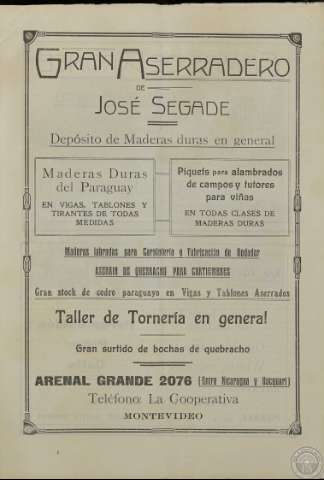 GRAN ASERRADERO
DE
JOSÉ SEGADE
Depósito de Maderas duras en general
Maderas Duras
del Paraguay
EN VIGAS, TABLONES Y
TIRANTES DE TODAS
MEDIDAS
Piquets para alambrados
de campos y tutores
para viñas
EN TODAS CLASES DE
MADERAS DURAS
Maderas labradas para Carpintería y Fabricación de Rodados
ASERRIN DE QUEBRACHO PARA CURTIEMBRES
Gran stock de cedro paraguayo en Vigas y Tablones Aserrados
Taller de Tornería en general
Gran surtido de bochas de quebracho
ARENAL GRANDE 2076 (Entre Nicaragua y Yacquarí)
Teléfono: La Cooperativa
MONTEVIDEO